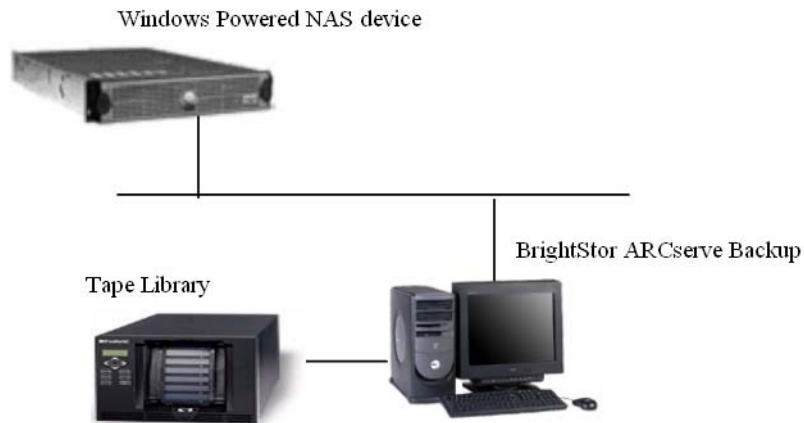 Windows Powered NAS device
BrightStor ARCserve Backup
Tape Library